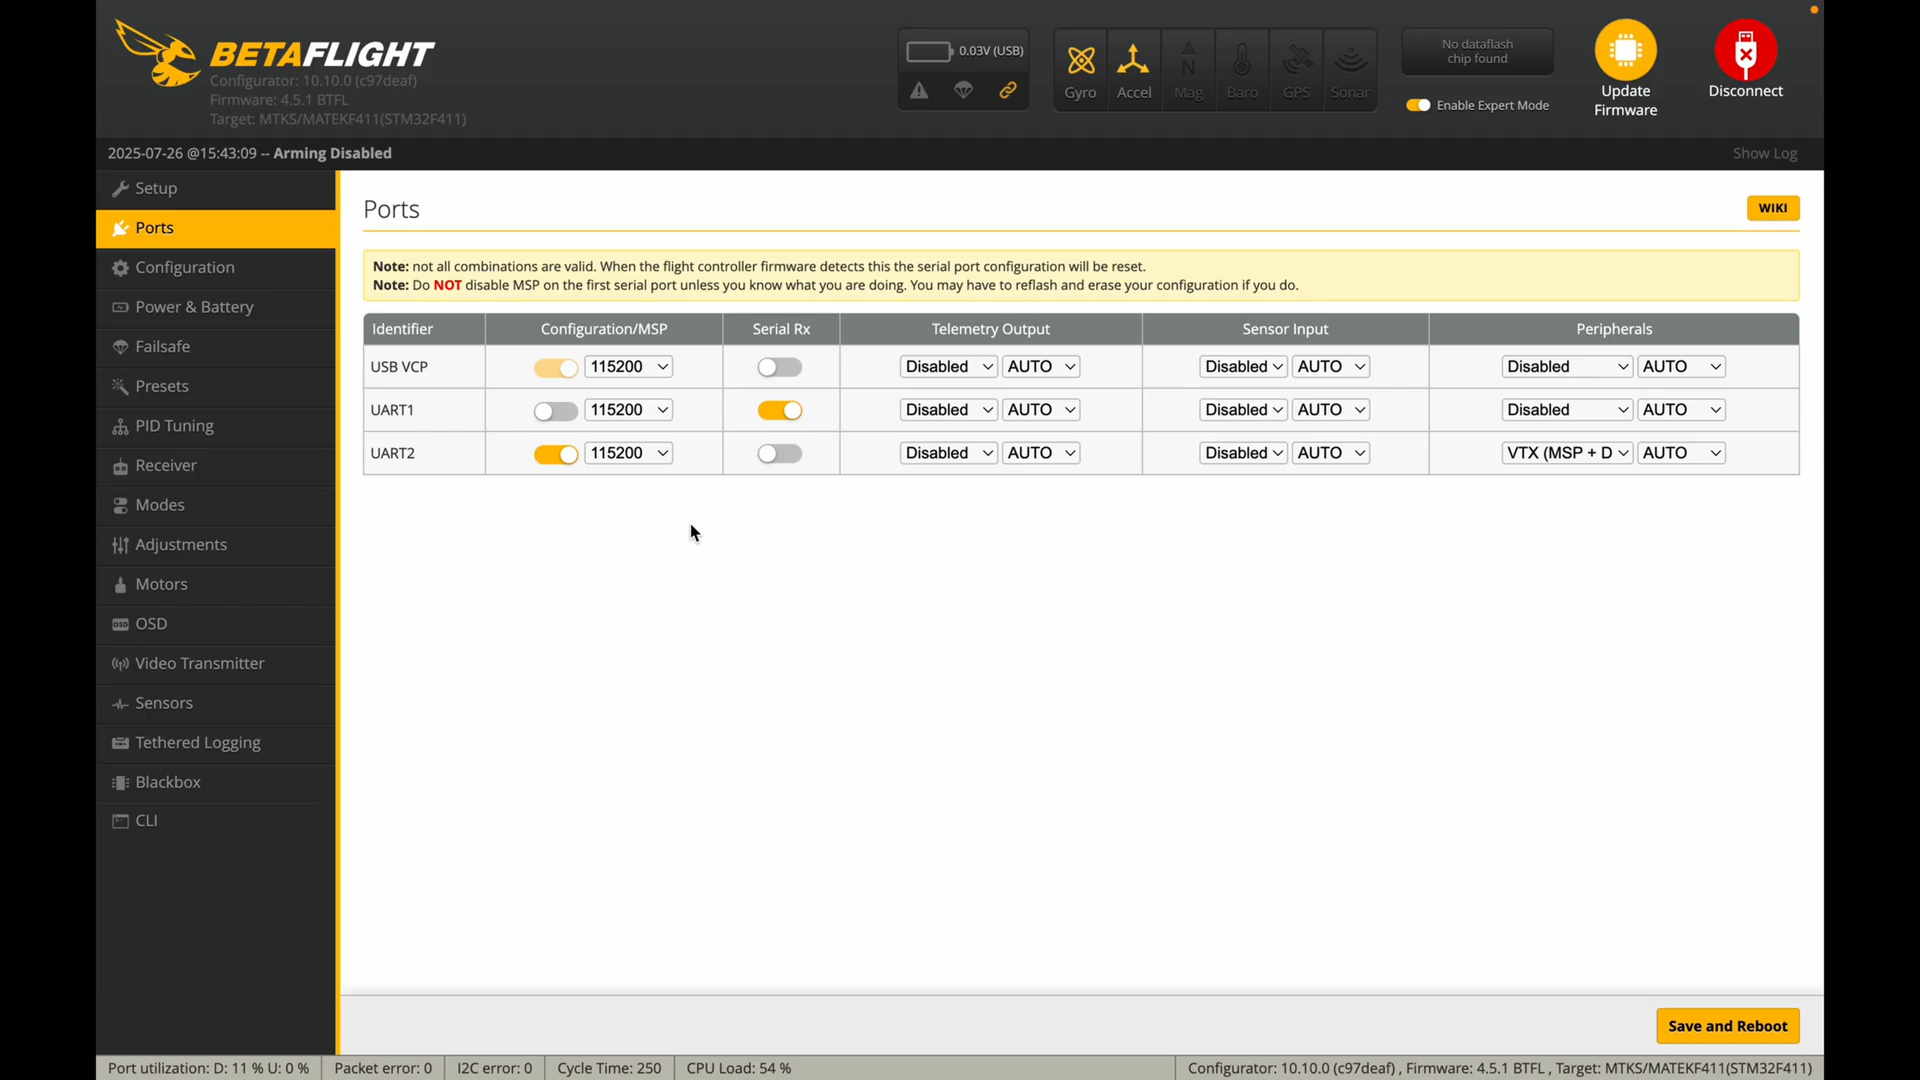 BETAFLIGHT
Configurator: 10.10.0 (c97deaf)
Firmware: 4.5.1 BTFL
Target: MTKS/MATEKF411(STM32F411)
0.03V (USB)
Gyro
Accel
Mag
Baro
GPS
Sonar
No dataflash
chip found
Enable Expert Mode
Update
Firmware
Disconnect
2025-07-26 @15:43:09 -- Arming Disabled
Show Log
Setup
Ports
Configuration
Power & Battery
Failsafe
Presets
PID Tuning
Receiver
Modes
Adjustments
Motors
OSD
Video Transmitter
Sensors
Tethered Logging
Blackbox
CLI
Ports
WIKI
Note: not all combinations are valid. When the flight controller firmware detects this the serial port configuration will be reset.
Note: Do NOT disable MSP on the first serial port unless you know what you are doing. You may have to reflash and erase your configuration if you do.
Identifier Configuration/MSP Serial Rx Telemetry Output Sensor Input Peripherals
USB VCP 115200 Disabled AUTO Disabled AUTO Disabled AUTO
UART1 115200 Disabled AUTO Disabled AUTO Disabled AUTO
UART2 115200 Disabled AUTO Disabled AUTO VTX (MSP + D AUTO
Save and Reboot
Port utilization: D: 11 % U: 0 % Packet error: 0 I2C error: 0 Cycle Time: 250 CPU Load: 54 % Configurator: 10.10.0 (c97deaf) , Firmware: 4.5.1 BTFL , Target: MTKS/MATEKF411(STM32F411)